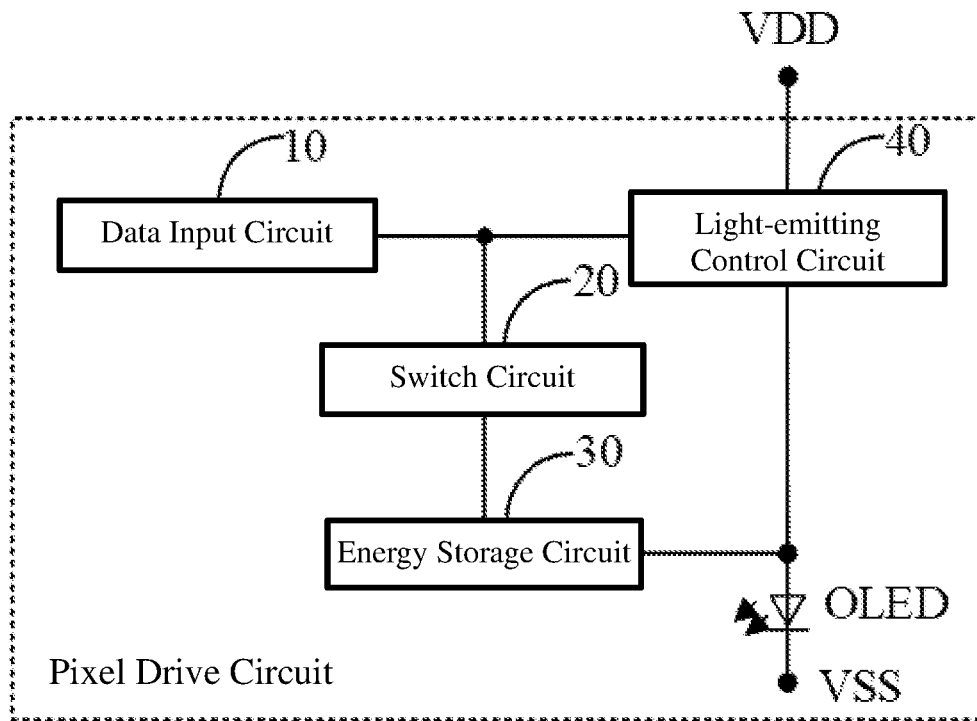 VDD
10
40
Data Input Circuit
Light-emitting
Control Circuit
20
Switch Circuit
30
Energy Storage Circuit
OLED
Pixel Drive Circuit
VSS